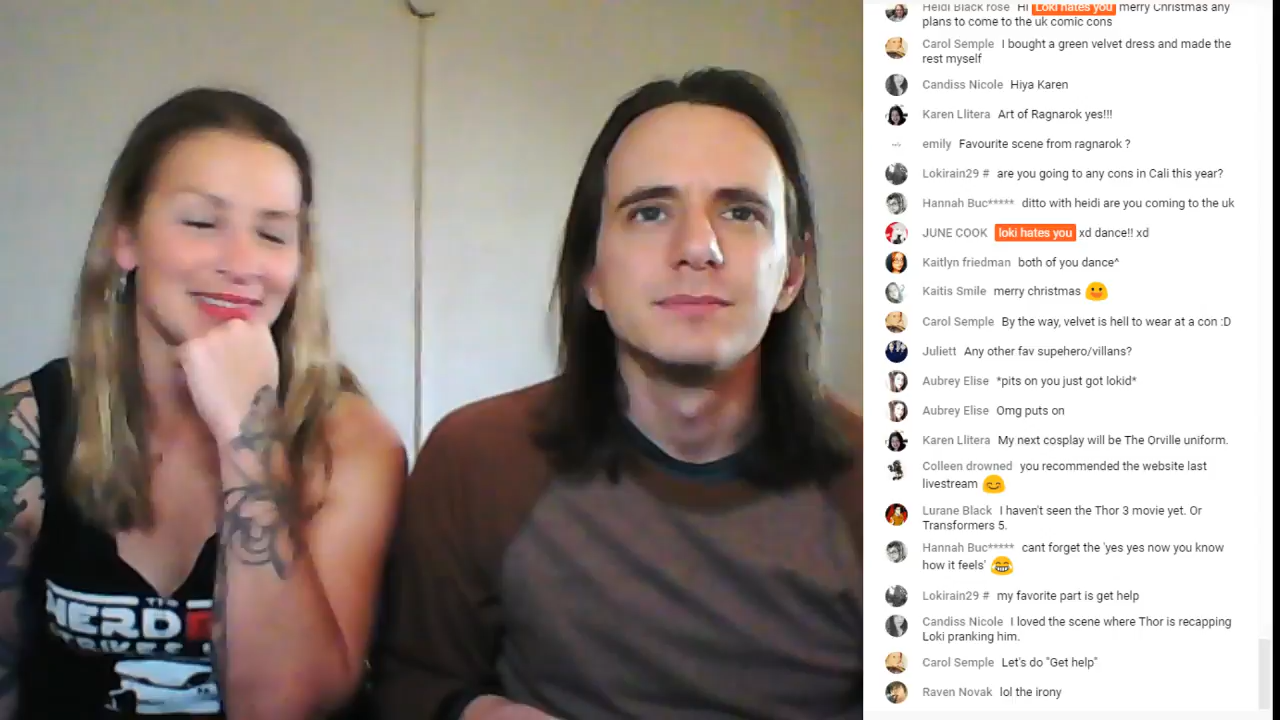 THE
NERD
STRIKES
Heidi Black rose Hi Loki hates you merry Christmas any
plans to come to the uk comic cons
Carol Semple I bought a green velvet dress and made the
rest myself
Candiss Nicole Hiya Karen
Karen Llitera Art of Ragnarok yes!!!
emily Favourite scene from ragnarok ?
Lokirain29 # are you going to any cons in Cali this year?
Hannah Buc***** ditto with heidi are you coming to the uk
JUNE COOK loki hates you xd dance!! xd
Kaitlyn friedman both of you dance^
Kaitis Smile merry christmas 😃
Carol Semple By the way, velvet is hell to wear at a con :D
Juliett Any other fav supehero/villans?
Aubrey Elise *pits on you just got lokid*
Aubrey Elise Omg puts on
Karen Llitera My next cosplay will be The Orville uniform.
Colleen drowned you recommended the website last
livestream 😊
Lurane Black I haven't seen the Thor 3 movie yet. Or
Transformers 5.
Hannah Buc***** cant forget the 'yes yes now you know
how it feels' 😂
Lokirain29 # my favorite part is get help
Candiss Nicole I loved the scene where Thor is recapping
Loki pranking him.
Carol Semple Let's do "Get help"
Raven Novak lol the irony